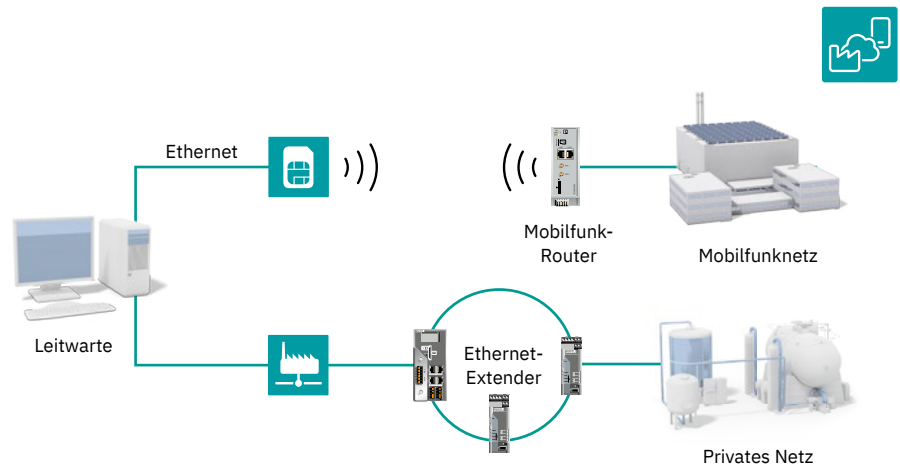 Ethernet
Mobilfunk-
Router
Mobilfunknetz
Leitwarte
Ethernet-
Extender
Privates Netz